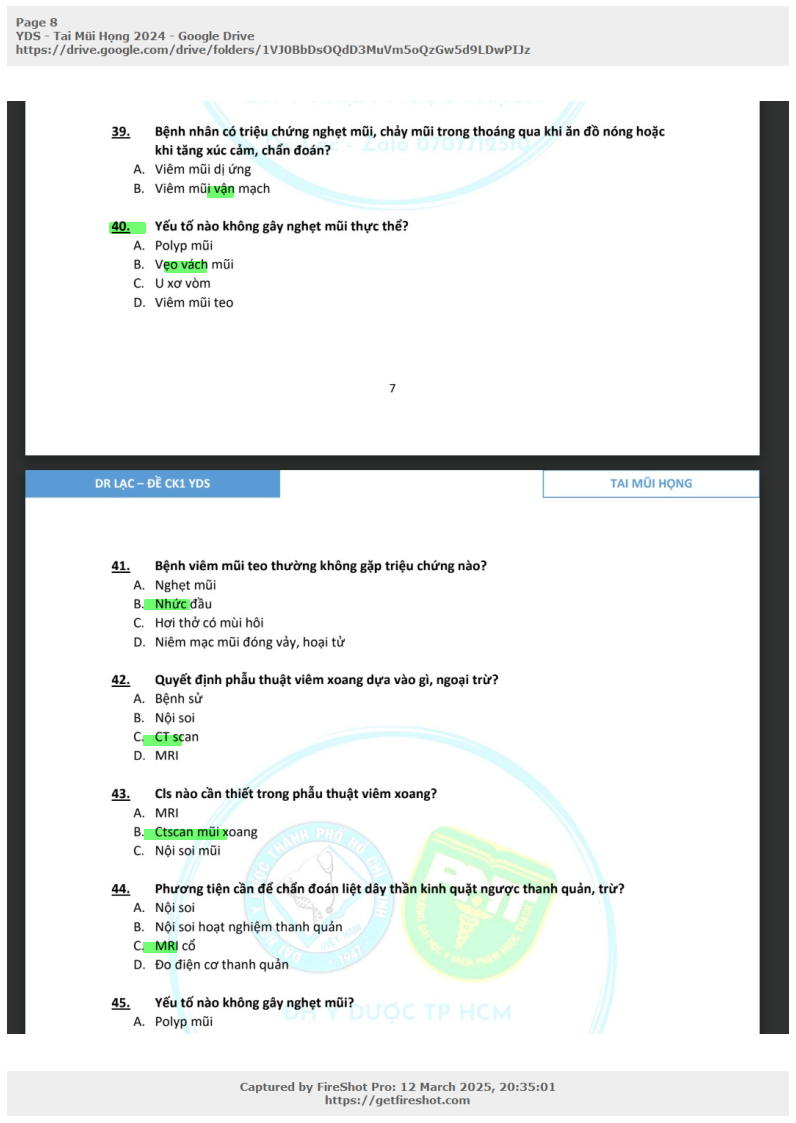 Page 8
YDS - Tai Mũi Họng 2024 - Google Drive
https://drive.google.com/drive/folders/1VJ0BbDsOQdD3MuVm5oQzGw5d9LDwPIJz
39. Bệnh nhân có triệu chứng nghẹt mũi, chảy mũi trong thoáng qua khi ăn đồ nóng hoặc
khi tăng xúc cảm, chẩn đoán?
Zalo 0707712510
A. Viêm mũi dị ứng
B. Viêm mũi vận mạch
40. Yếu tố nào không gây nghẹt mũi thực thể?
A. Polyp mũi
B. Vẹo vách mũi
C. U xơ vòm
D. Viêm mũi teo
7
DR LẠC – ĐỀ CK1 YDS
TAI MŨI HỌNG
41. Bệnh viêm mũi teo thường không gặp triệu chứng nào?
A. Nghẹt mũi
B. Nhức đầu
C. Hơi thở có mùi hôi
D. Niêm mạc mũi đóng vảy, hoại tử
42. Quyết định phẫu thuật viêm xoang dựa vào gì, ngoại trừ?
A. Bệnh sử
B. Nội soi
C. CT scan
D. MRI
43. Cls nào cần thiết trong phẫu thuật viêm xoang?
A. MRI
B. Ctscan mũi xoang
C. Nội soi mũi
44. Phương tiện cần để chẩn đoán liệt dây thần kinh quặt ngược thanh quản, trừ?
A. Nội soi
B. Nội soi hoạt nghiệm thanh quản
C. MRI cổ
D. Đo điện cơ thanh quản
45. Yếu tố nào không gây nghẹt mũi?
A. Polyp mũi
ĐH Y DƯỢC TP HCM
Captured by FireShot Pro: 12 March 2025, 20:35:01
https://getfireshot.com